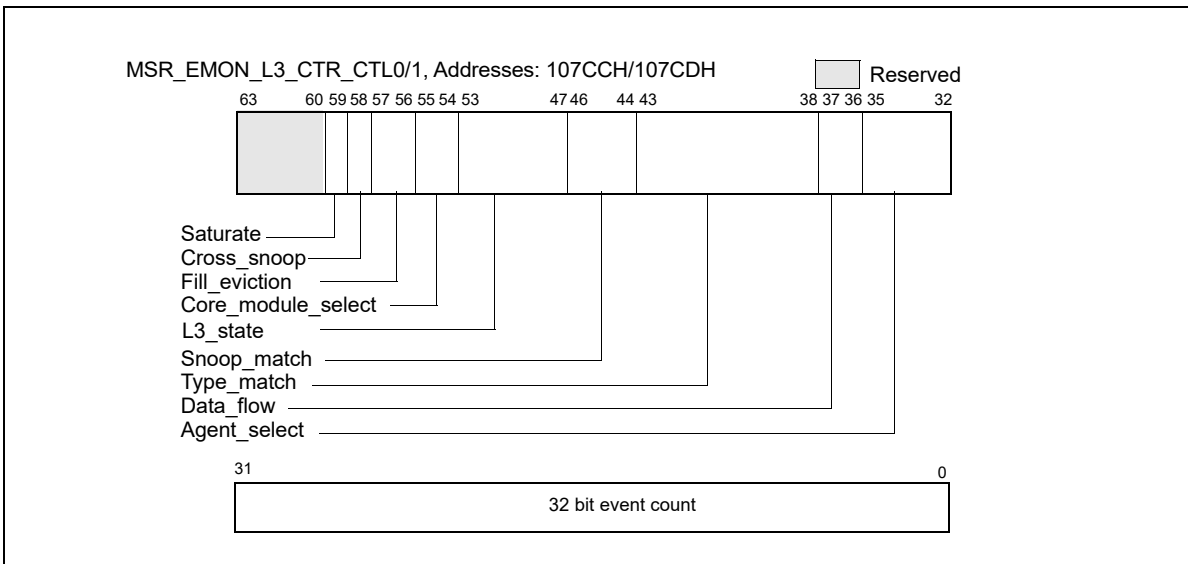 MSR_EMON_L3_CTR_CTL0/1, Addresses: 107CCH/107CDH
Reserved
63 60 59 58 57 56 55 54 53 47 46 44 43 38 37 36 35 32
Saturate
Cross_snoop
Fill_eviction
Core_module_select
L3_state
Snoop_match
Type_match
Data_flow
Agent_select
31 0
32 bit event count